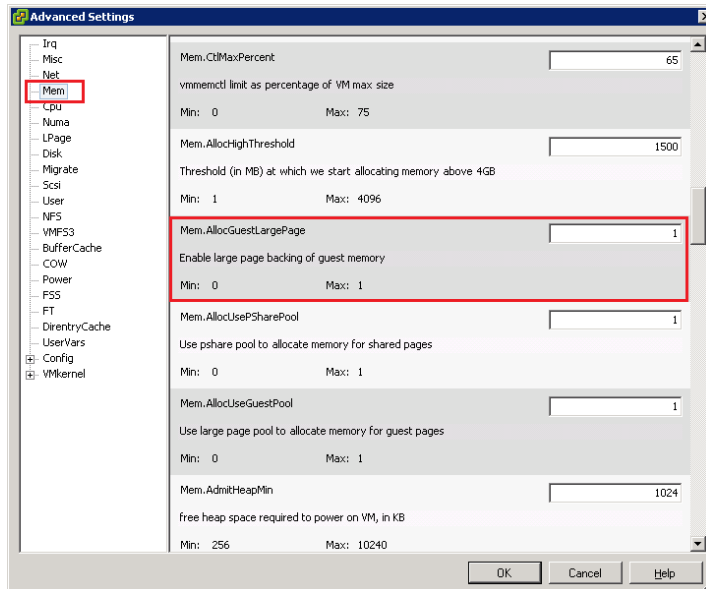 Advanced Settings
Irq
Misc
Net
Mem
Cpu
Numa
LPage
Disk
Migrate
Scsi
User
NFS
VMFS3
BufferCache
COW
Power
FSS
FT
DirentryCache
UserVars
Config
VMkernel
Mem.CtlMaxPercent 65
vmmemctl limit as percentage of VM max size
Min: 0 Max: 75
Mem.AllocHighThreshold 1500
Threshold (in MB) at which we start allocating memory above 4GB
Min: 1 Max: 4096
Mem.AllocGuestLargePage 1
Enable large page backing of guest memory
Min: 0 Max: 1
Mem.AllocUsePSharePool 1
Use pshare pool to allocate memory for shared pages
Min: 0 Max: 1
Mem.AllocUseGuestPool 1
Use large page pool to allocate memory for guest pages
Min: 0 Max: 1
Mem.AdmitHeapMin 1024
free heap space required to power on VM, in KB
Min: 256 Max: 10240
OK Cancel Help